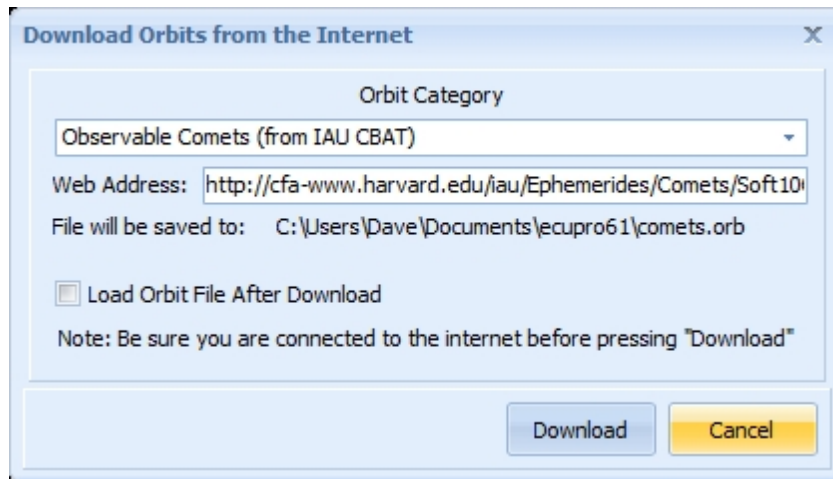 Download Orbits from the Internet
Orbit Category
Observable Comets (from IAU CBAT)
Web Address: http://cfa-www.harvard.edu/iau/Ephemerides/Comets/Soft10
File will be saved to: C:\Users\Dave\Documents\ecupro61\comets.orb
Load Orbit File After Download
Note: Be sure you are connected to the internet before pressing "Download"
Download Cancel